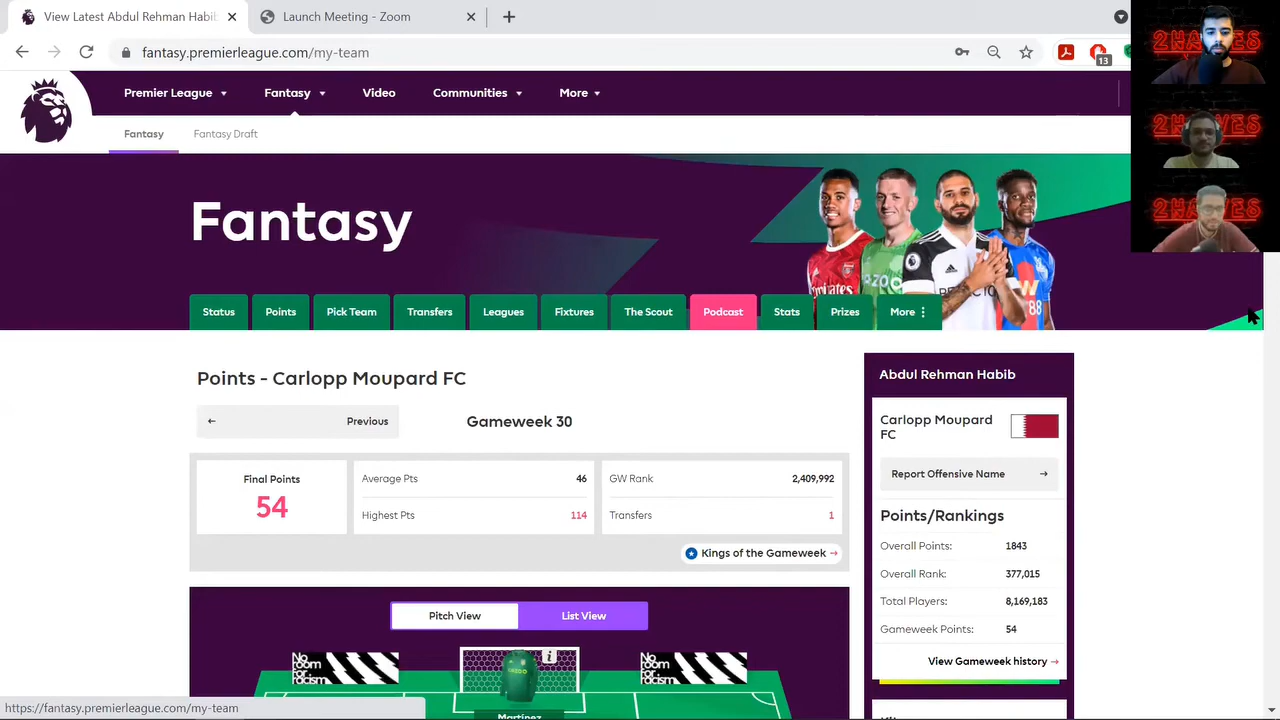 View Latest Abdul Rehman Habib
Launch Meeting - Zoom
fantasy.premierleague.com/my-team
13
Premier League
Fantasy
Video
Communities
More
Fantasy
Fantasy Draft
Fantasy
Status
Points
Pick Team
Transfers
Leagues
Fixtures
The Scout
Podcast
Stats
Prizes
More
Points - Carlopp Moupard FC
Previous
Gameweek 30
Final Points
54
Average Pts
46
Highest Pts
114
GW Rank
2,409,992
Transfers
1
Kings of the Gameweek
Pitch View
List View
No room for racism
No room for racism
Martínez
Abdul Rehman Habib
Carlopp Moupard
FC
Report Offensive Name
Points/Rankings
Overall Points:
1843
Overall Rank:
377,015
Total Players:
8,169,183
Gameweek Points:
54
View Gameweek history
https://fantasy.premierleague.com/my-team